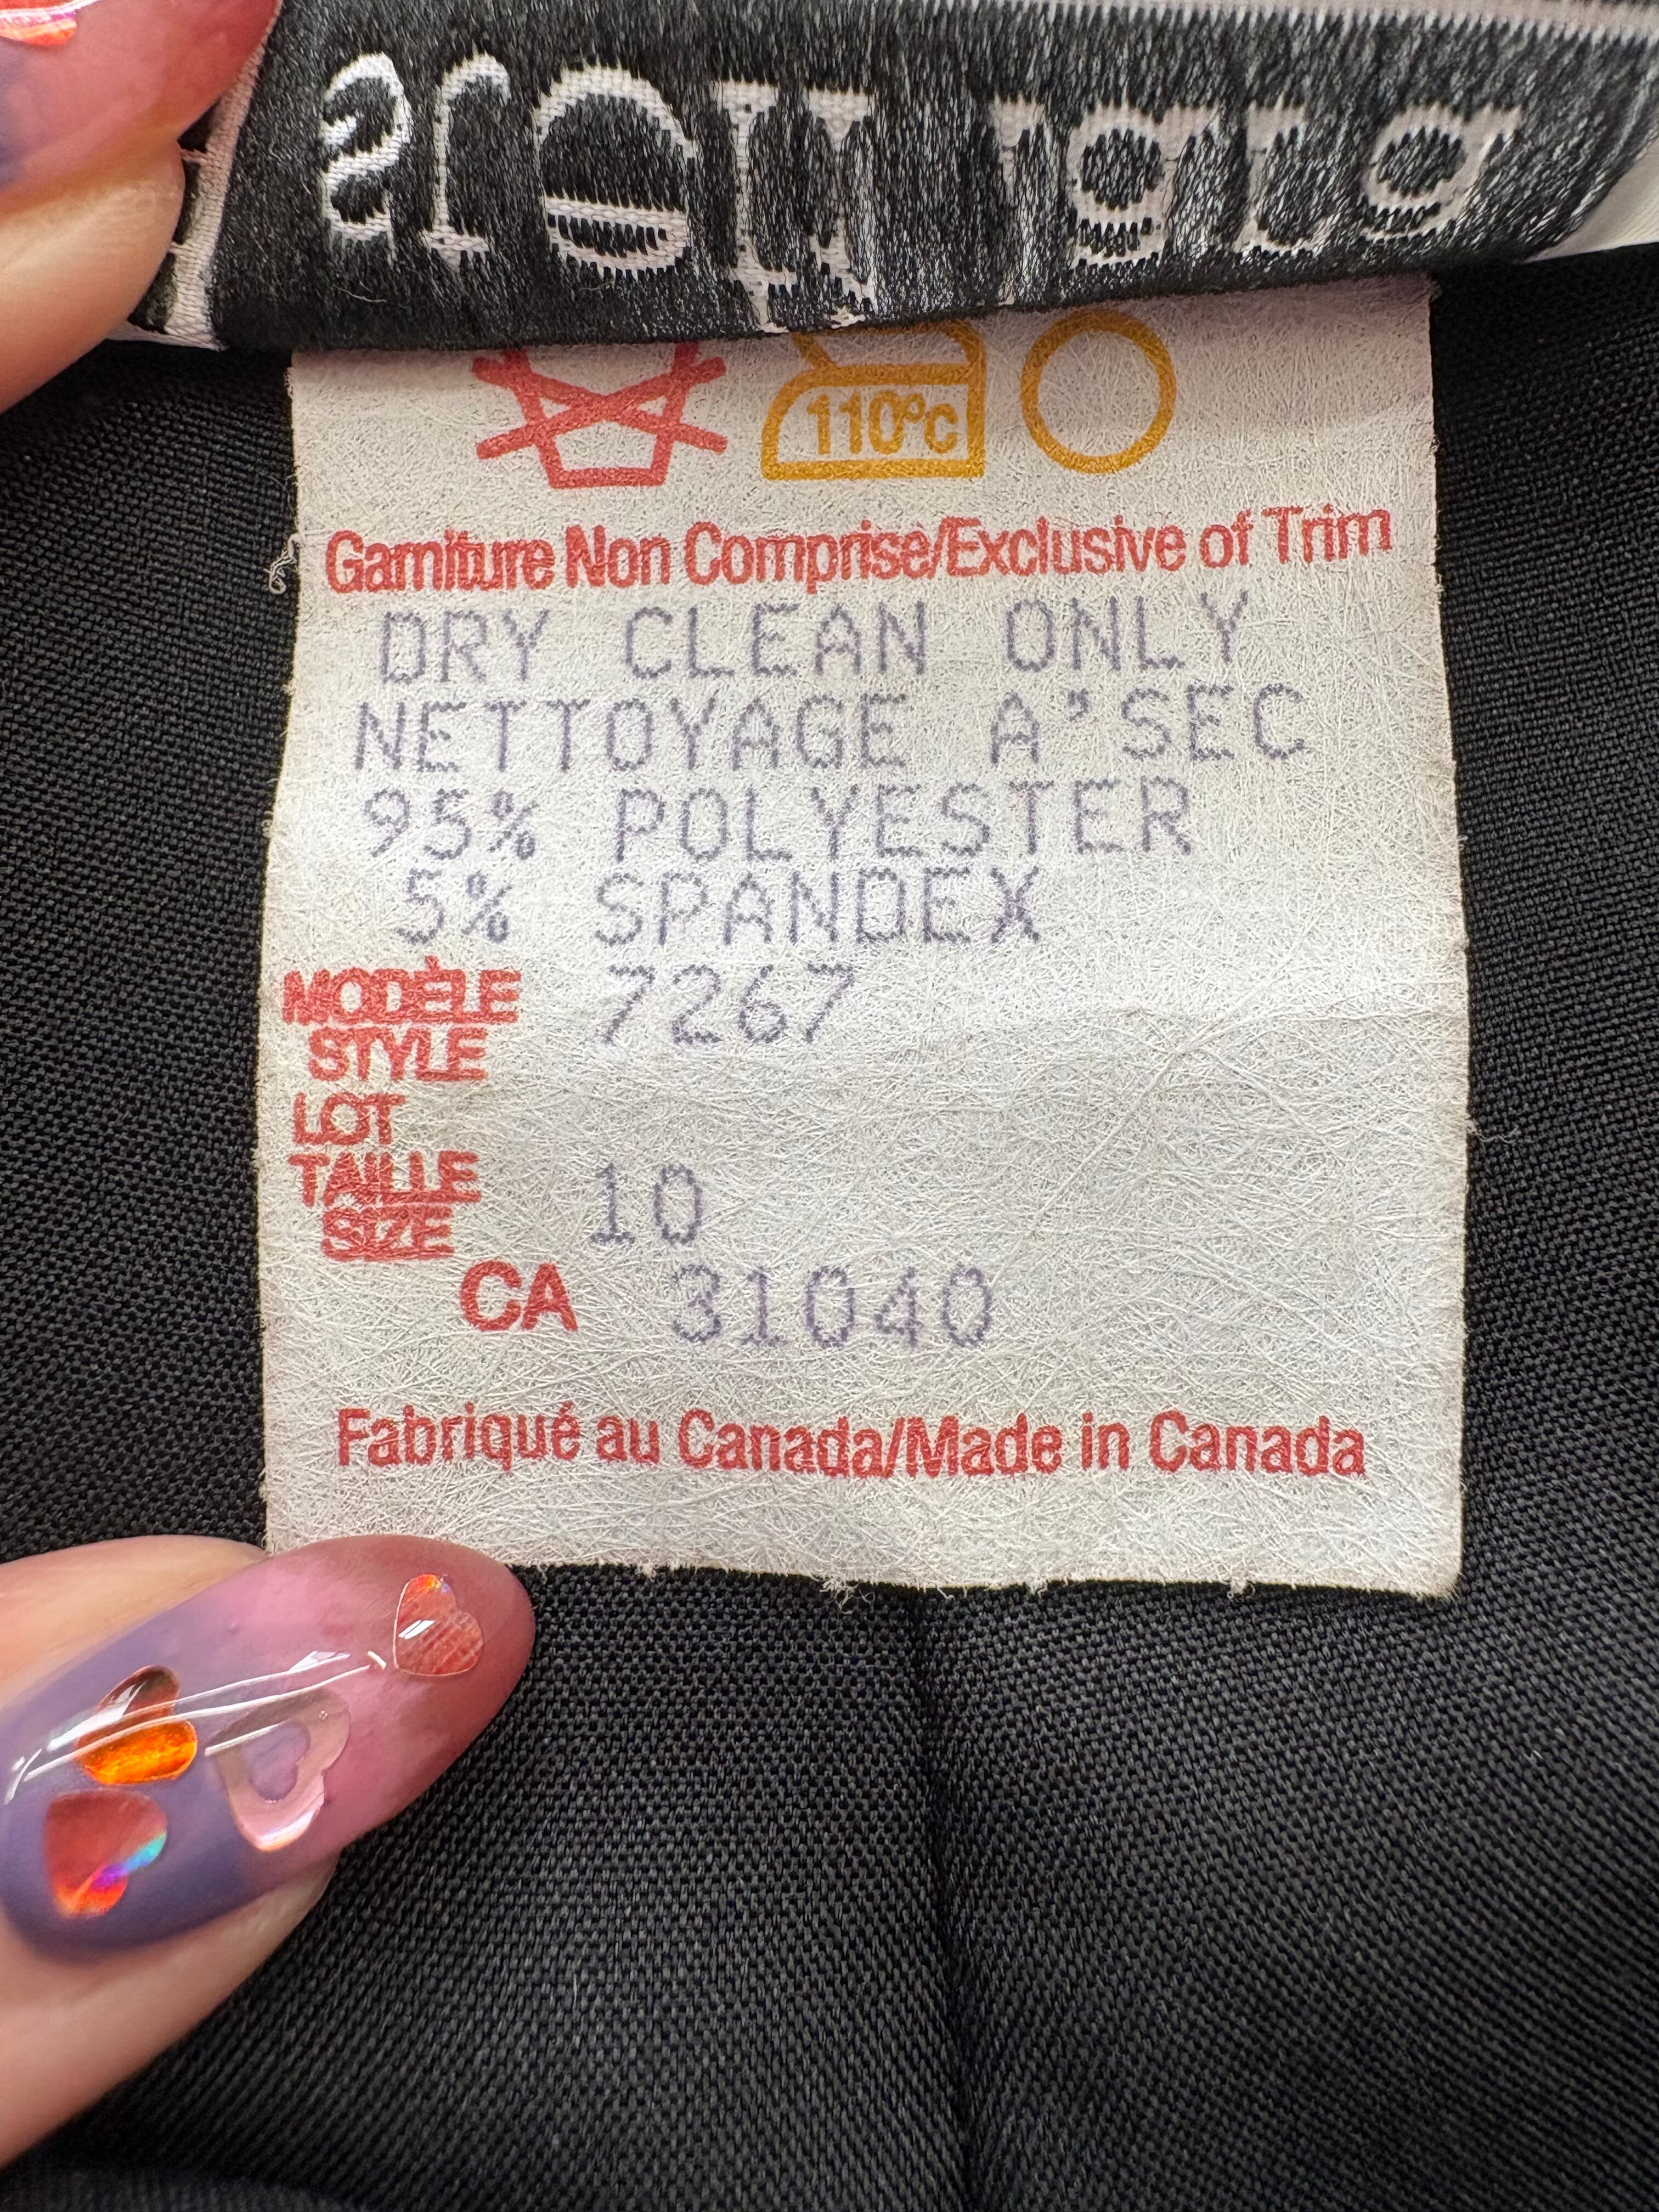 110°C
Garniture Non Comprise/Exclusive of Trim
DRY CLEAN ONLY
NETTOYAGE A'SEC
95% POLYESTER
5% SPANDEX
MODÈLE 7267
STYLE
LOT
TAILLE 10
SIZE
CA 31040
Fabriqué au Canada/Made in Canada